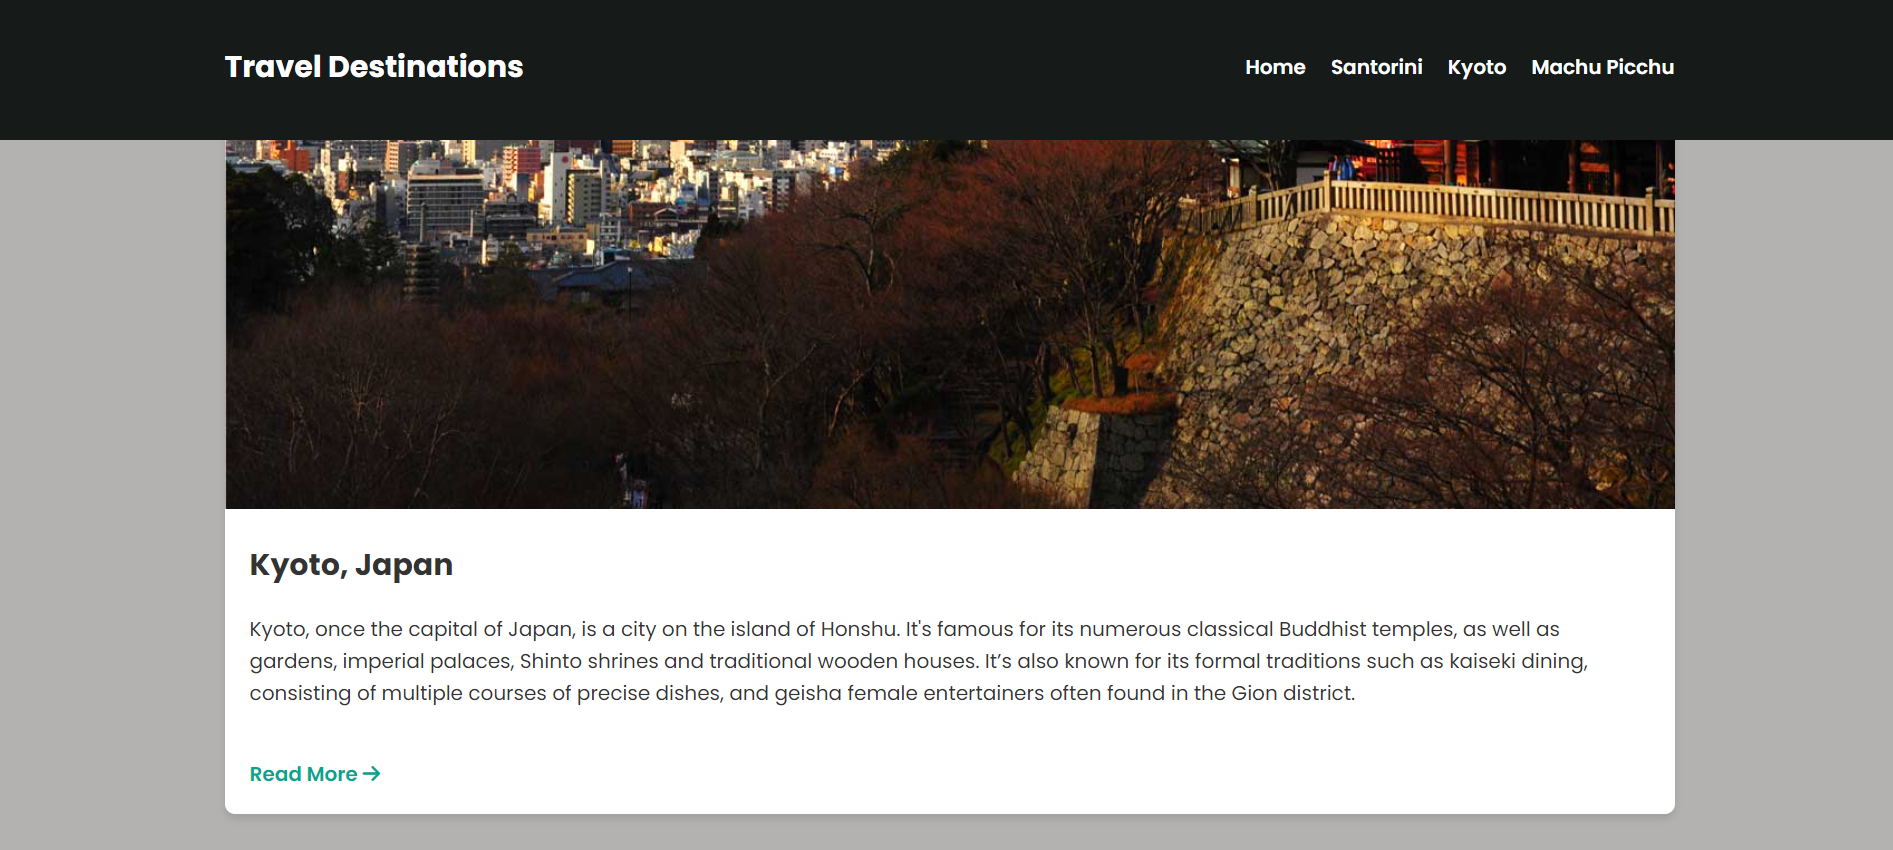 Travel Destinations
Home Santorini Kyoto Machu Picchu
Kyoto, Japan
Kyoto, once the capital of Japan, is a city on the island of Honshu. It's famous for its numerous classical Buddhist temples, as well as
gardens, imperial palaces, Shinto shrines and traditional wooden houses. It’s also known for its formal traditions such as kaiseki dining,
consisting of multiple courses of precise dishes, and geisha female entertainers often found in the Gion district.
Read More →